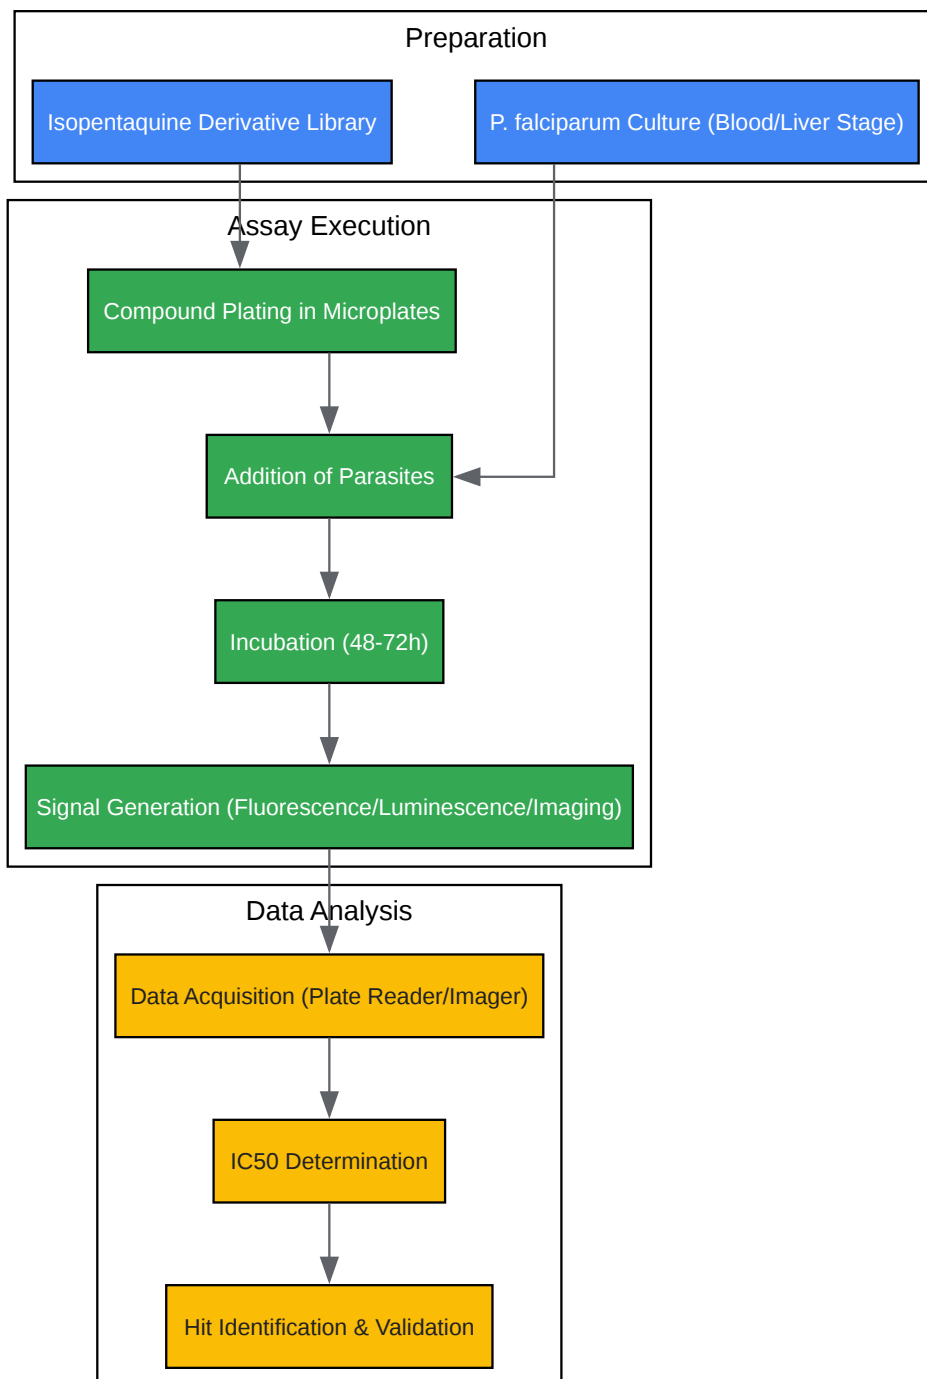 Preparation
Isopentaquine Derivative Library
P. falciparum Culture (Blood/Liver Stage)
Assay Execution
Compound Plating in Microplates
Addition of Parasites
Incubation (48-72h)
Signal Generation (Fluorescence/Luminescence/Imaging)
Data Analysis
Data Acquisition (Plate Reader/Imager)
IC50 Determination
Hit Identification & Validation